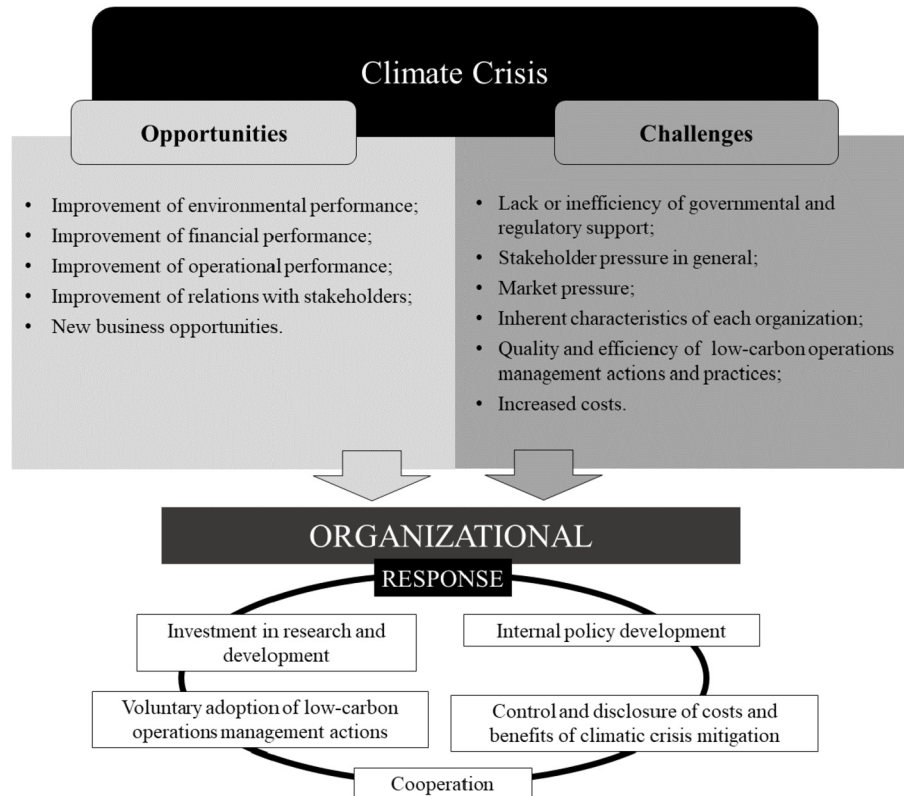 Climate Crisis
Opportunities
• Improvement of environmental performance;
• Improvement of financial performance;
• Improvement of operational performance;
• Improvement of relations with stakeholders;
• New business opportunities.
Challenges
• Lack or inefficiency of governmental and
regulatory support;
• Stakeholder pressure in general;
• Market pressure;
• Inherent characteristics of each organization;
• Quality and efficiency of low-carbon operations
management actions and practices;
• Increased costs.
ORGANIZATIONAL
RESPONSE
Investment in research and
development
Internal policy development
Voluntary adoption of low-carbon
operations management actions
Control and disclosure of costs and
benefits of climatic crisis mitigation
Cooperation